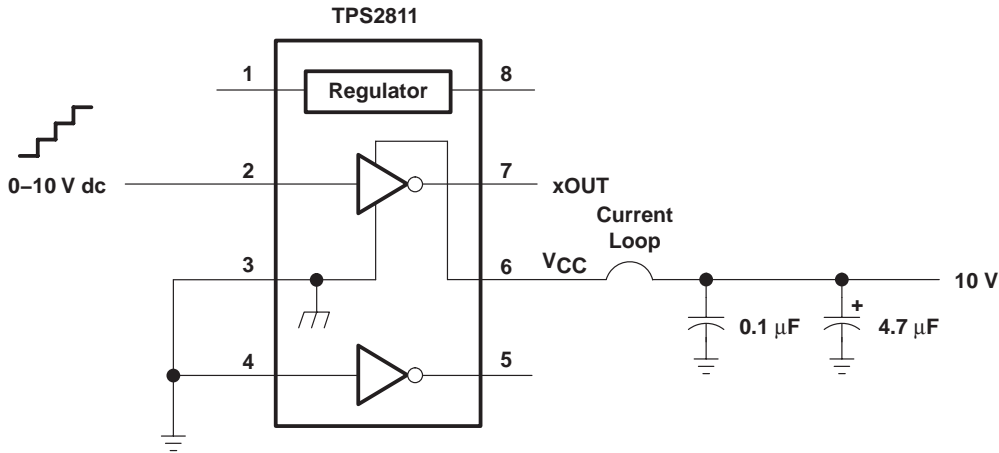 TPS2811
1
Regulator
8
0–10 V dc
2
7
xOUT
Current
Loop
3
6
VCC
10 V
0.1 μF
+
4.7 μF
4
5